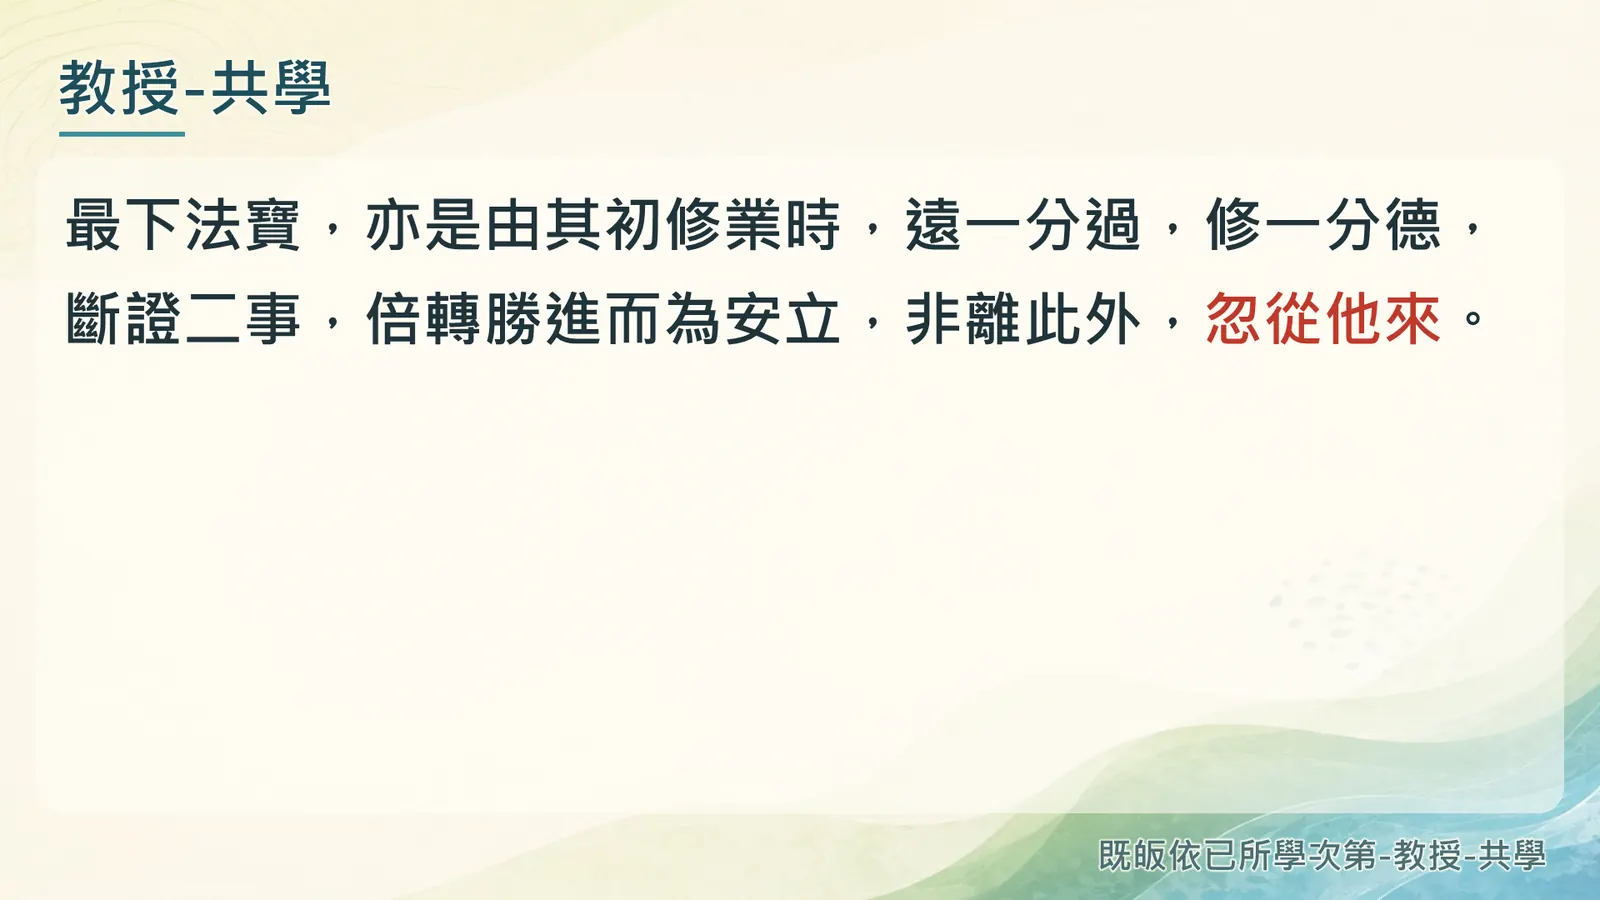 教授-共學
最下法寶，亦是由其初修業時，遠一分過，修一分德，
斷證二事，倍轉勝進而為安立，非離此外，忽從他來。
既皈依已所學次第-教授-共學